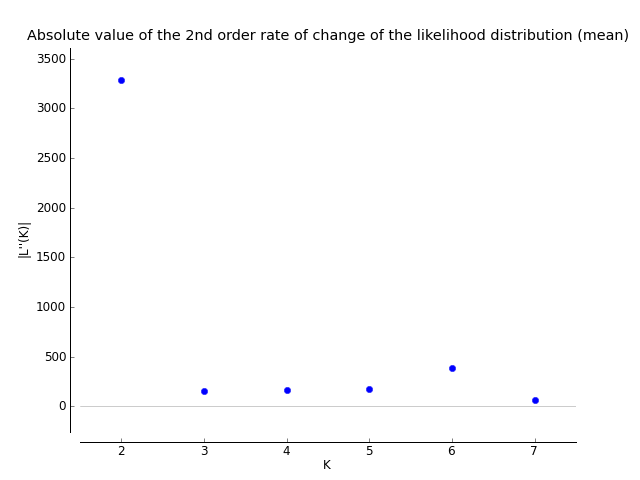 Absolute value of the 2nd order rate of change of the likelihood distribution (mean)
3500
3000
2500
2000
1500
1000
500
0
|L''(K)|
2 3 4 5 6 7
K